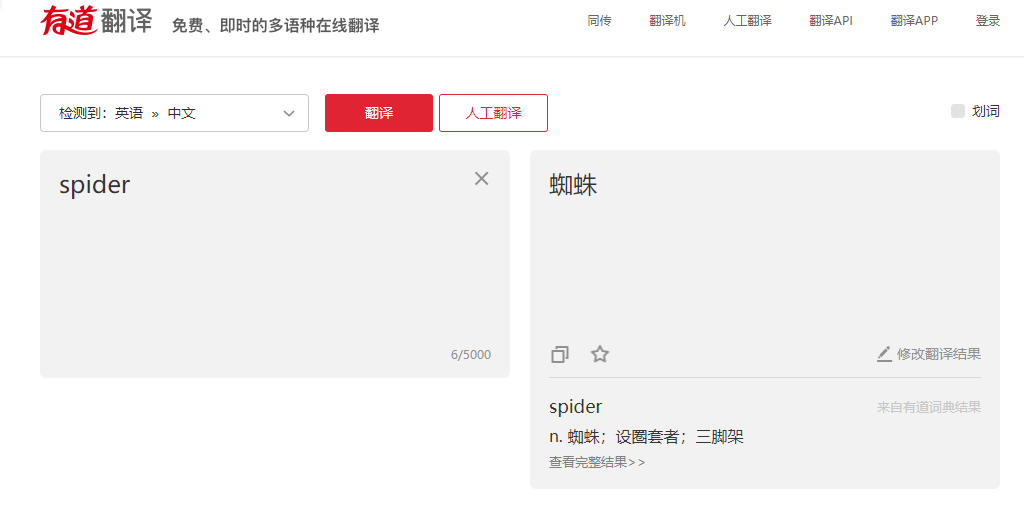 有道翻译 免费、即时的多语种在线翻译 同传 翻译机 人工翻译 翻译API 翻译APP 登录
检测到：英语 » 中文 翻译 人工翻译 划词
spider
6/5000
蜘蛛
修改翻译结果
spider 来自有道词典结果
n. 蜘蛛；设圈套者；三脚架
查看完整结果>>